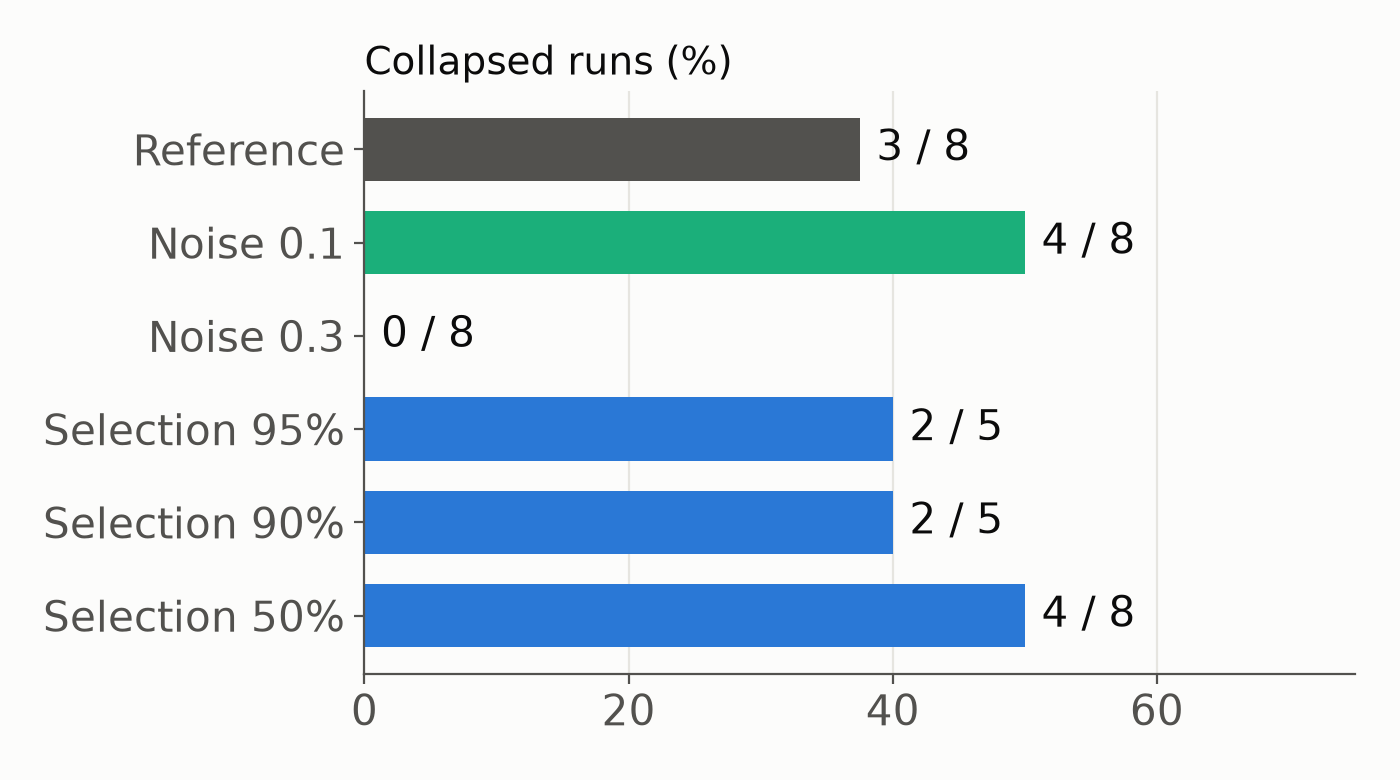 Collapsed runs (%)
Reference 3 / 8
Noise 0.1 4 / 8
Noise 0.3 0 / 8
Selection 95% 2 / 5
Selection 90% 2 / 5
Selection 50% 4 / 8
0 20 40 60